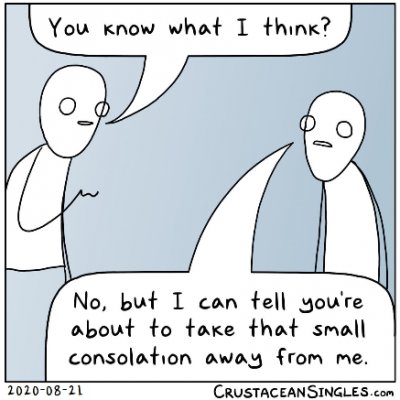 You know what I think?
No, but I can tell you're
about to take that small
consolation away from me.
2020-08-21
CRUSTACEANSINGLES.com